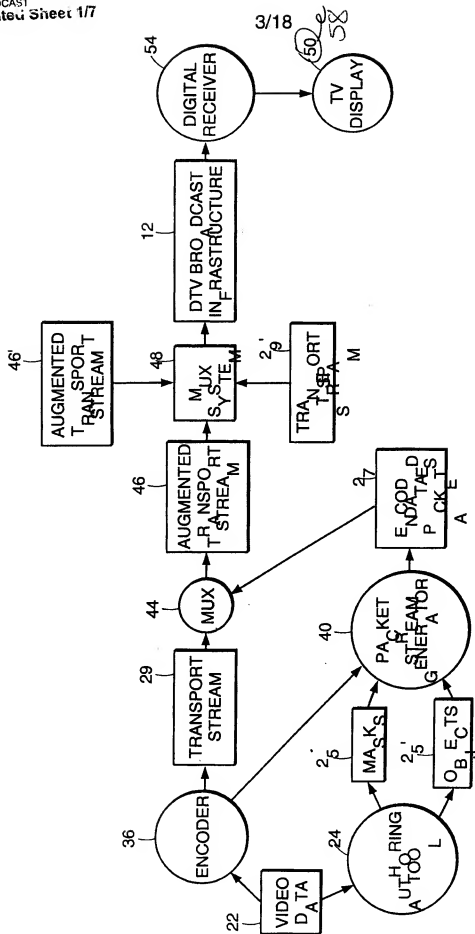 DCAST
ted Sheet 1/7
3/18
50
58
54
DIGITAL
RECEIVER
TV
DISPLAY
12
DTV BROADCAST
INFRASTRUCTURE
46'
AUGMENTED
TRANSPORT
STREAM
48
MUX
SYSTEM
29'
TRANSPORT
STREAM
46
AUGMENTED
TRANSPORT
STREAM
27
ENCODED
DATA
PACKETS
44
MUX
40
PACKET
STREAM
GENERATOR
29
TRANSPORT
STREAM
25
MASKS
25'
OBJECTS
36
ENCODER
24
AUTHORING
TOOL
22
VIDEO
DATA